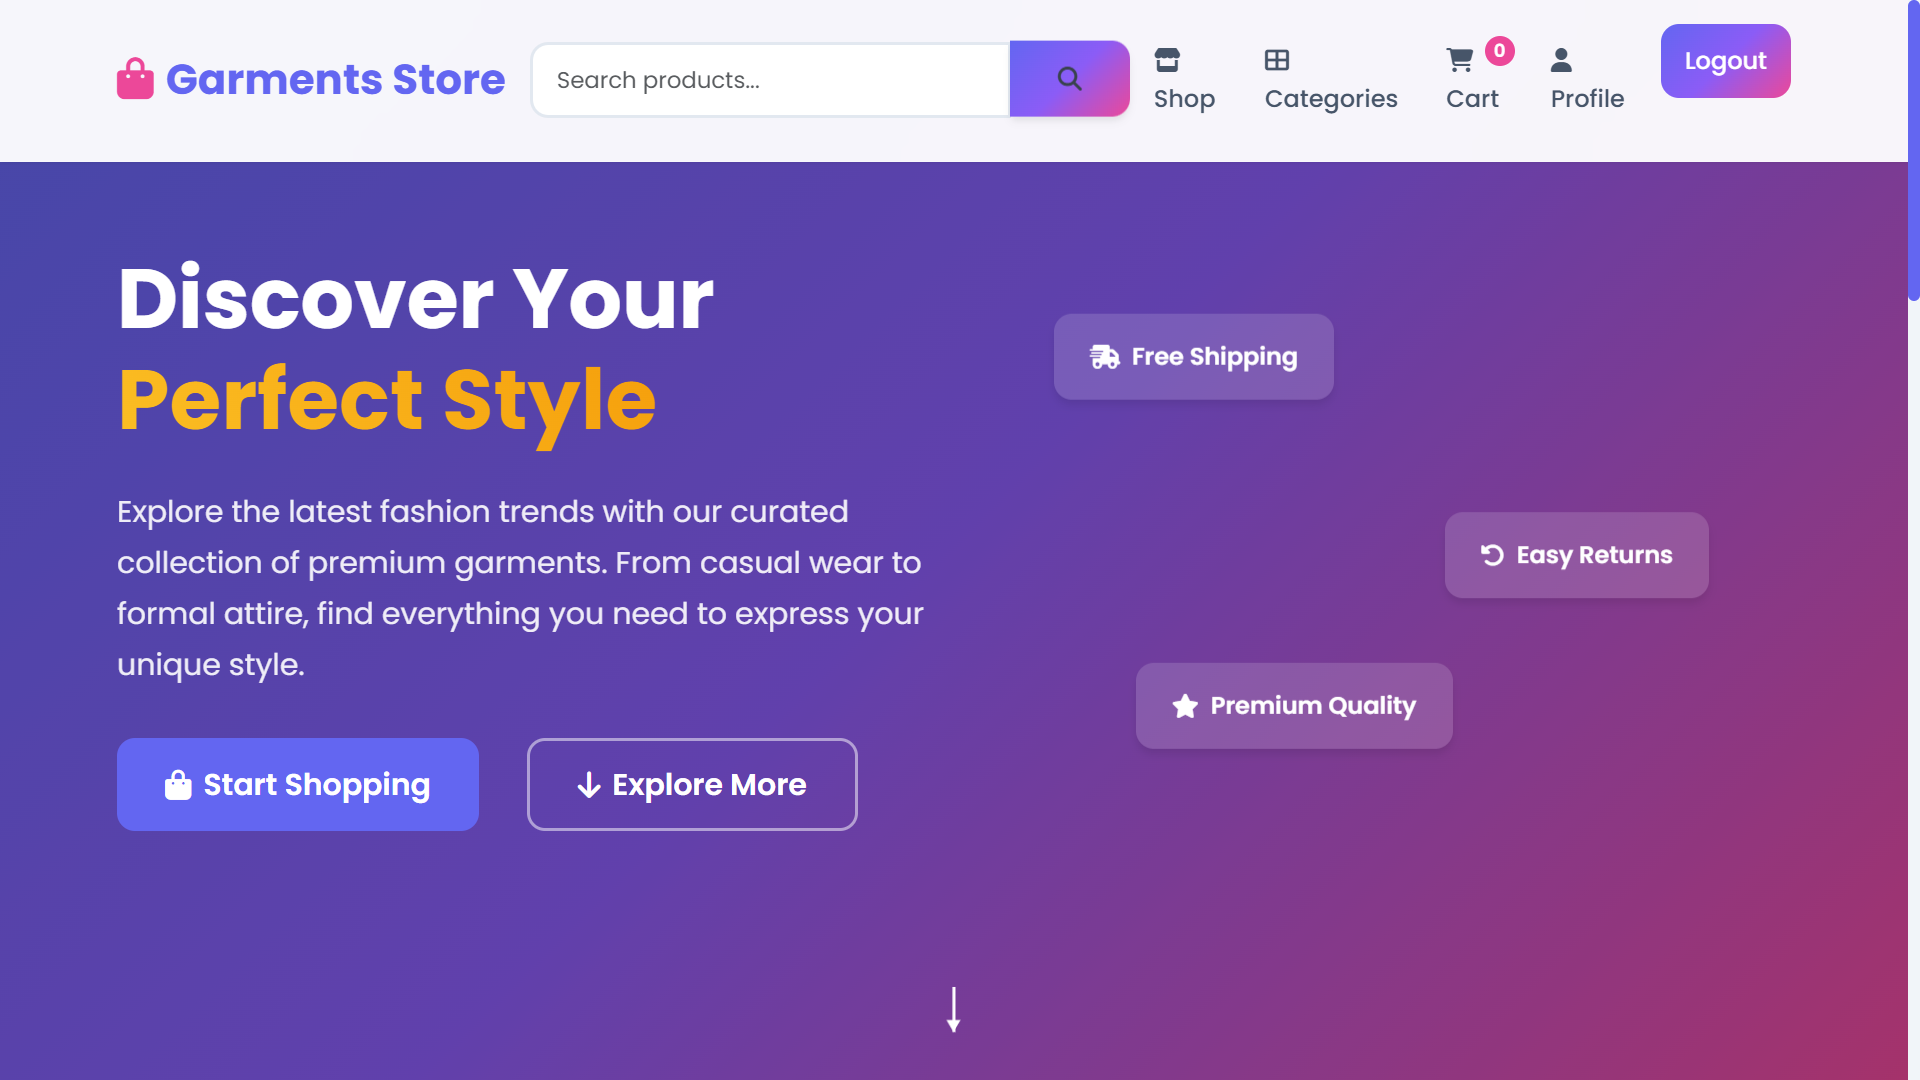 Garments Store
Search products...
Shop
Categories
0
Cart
Profile
Logout
Discover Your
Perfect Style
Explore the latest fashion trends with our curated
collection of premium garments. From casual wear to
formal attire, find everything you need to express your
unique style.
Start Shopping
Explore More
Free Shipping
Easy Returns
Premium Quality